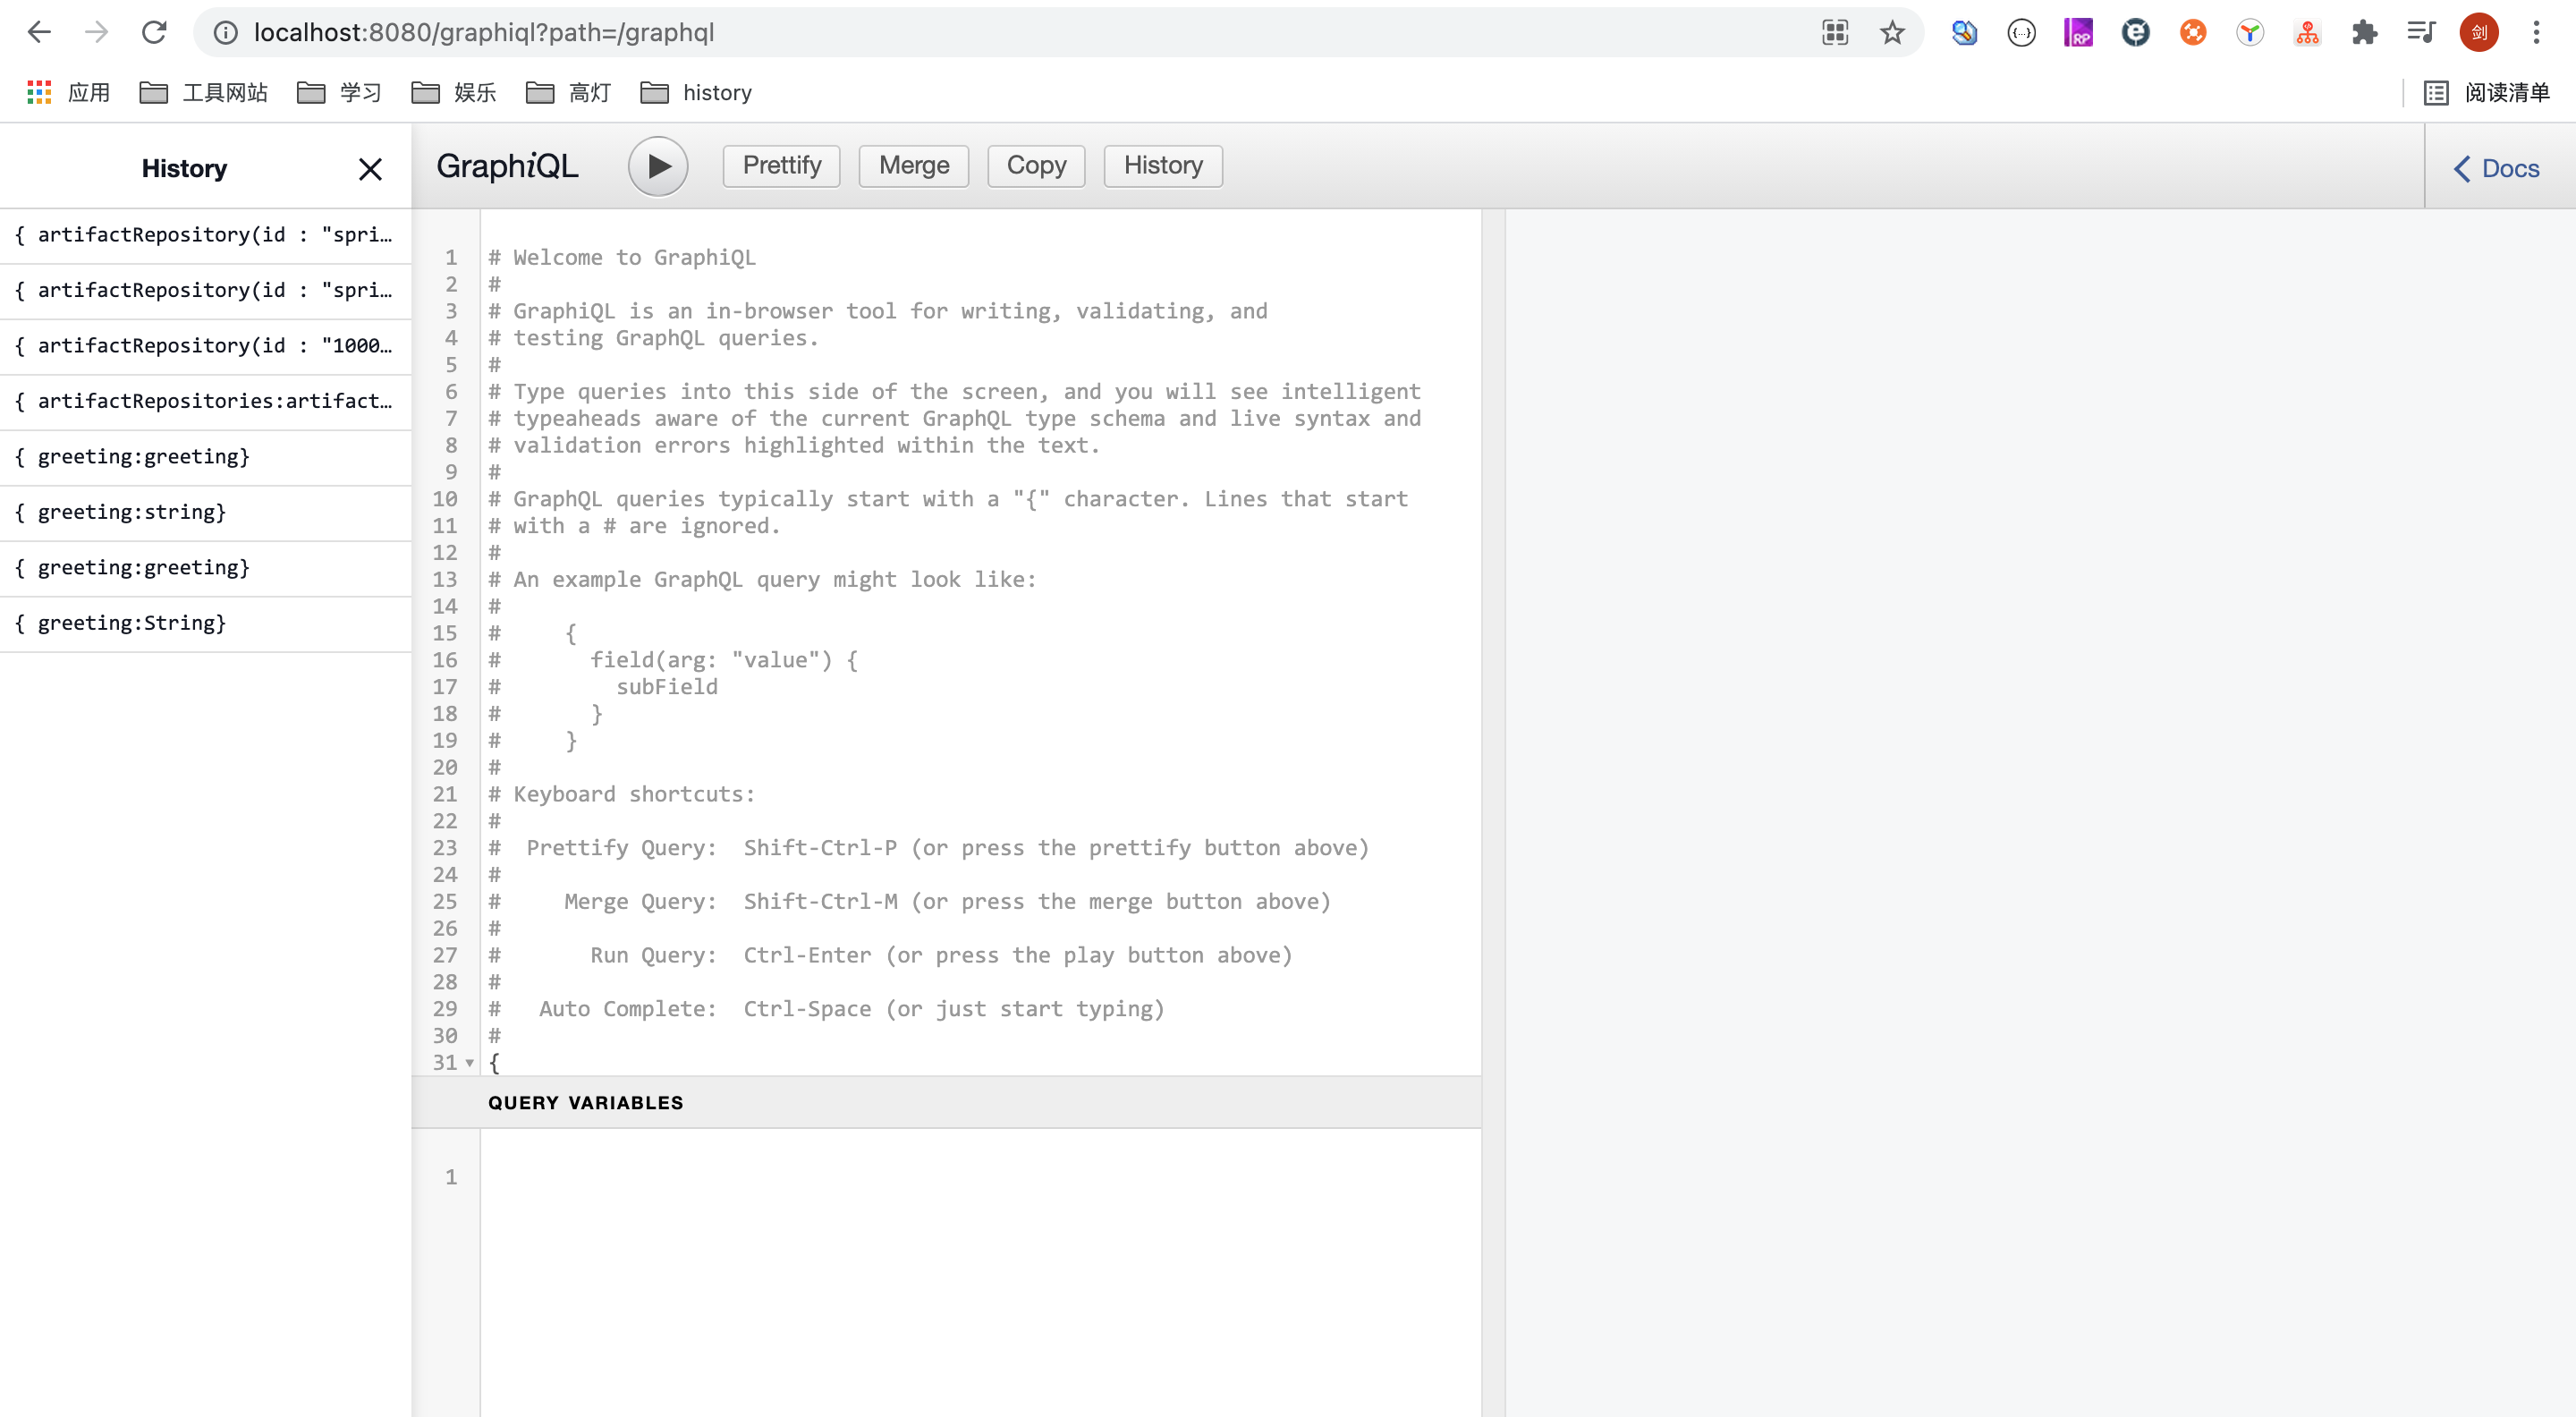 localhost:8080/graphiql?path=/graphql
剑
应用 工具网站 学习 娱乐 高灯 history 阅读清单
History
{ artifactRepository(id : "spri…
{ artifactRepository(id : "spri…
{ artifactRepository(id : "1000…
{ artifactRepositories:artifact…
{ greeting:greeting}
{ greeting:string}
{ greeting:greeting}
{ greeting:String}
GraphiQL Prettify Merge Copy History Docs
1 # Welcome to GraphiQL
2 #
3 # GraphiQL is an in-browser tool for writing, validating, and
4 # testing GraphQL queries.
5 #
6 # Type queries into this side of the screen, and you will see intelligent
7 # typeaheads aware of the current GraphQL type schema and live syntax and
8 # validation errors highlighted within the text.
9 #
10 # GraphQL queries typically start with a "{" character. Lines that start
11 # with a # are ignored.
12 #
13 # An example GraphQL query might look like:
14 #
15 #     {
16 #       field(arg: "value") {
17 #         subField
18 #       }
19 #     }
20 #
21 # Keyboard shortcuts:
22 #
23 #  Prettify Query:  Shift-Ctrl-P (or press the prettify button above)
24 #
25 #     Merge Query:  Shift-Ctrl-M (or press the merge button above)
26 #
27 #       Run Query:  Ctrl-Enter (or press the play button above)
28 #
29 #   Auto Complete:  Ctrl-Space (or just start typing)
30 #
31 {
QUERY VARIABLES
1